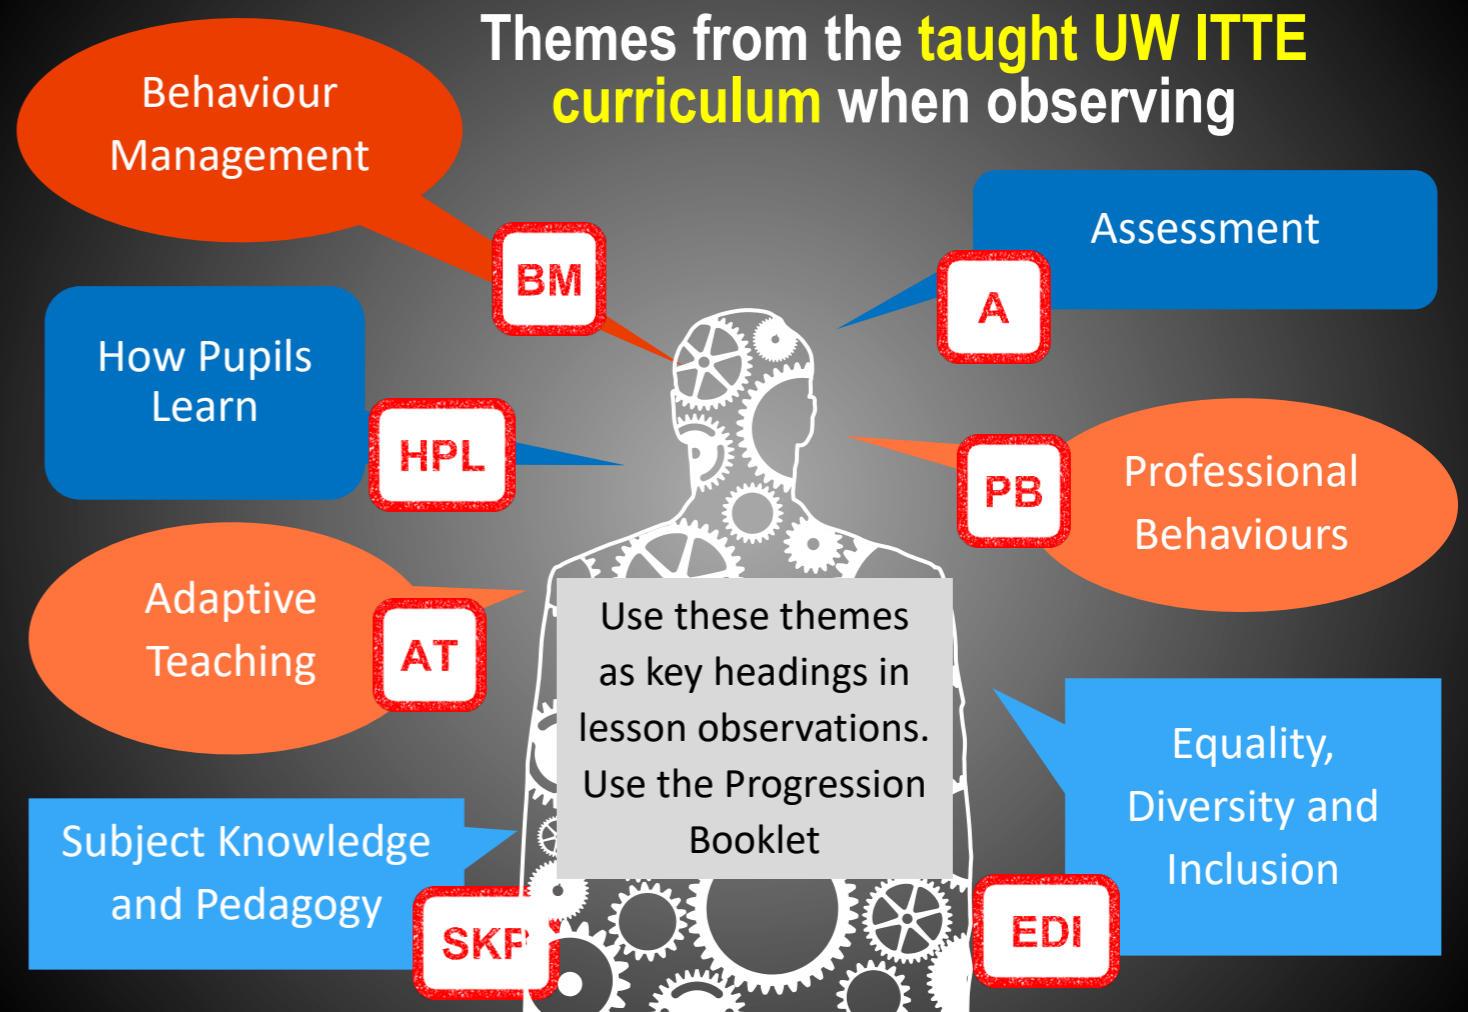 Themes from the taught UW ITTE
curriculum when observing
Behaviour
Management
BM
Assessment
A
How Pupils
Learn
HPL
Professional
Behaviours
PB
Adaptive
Teaching
AT
Use these themes
as key headings in
lesson observations.
Use the Progression
Booklet
Subject Knowledge
and Pedagogy
SKP
Equality,
Diversity and
Inclusion
EDI